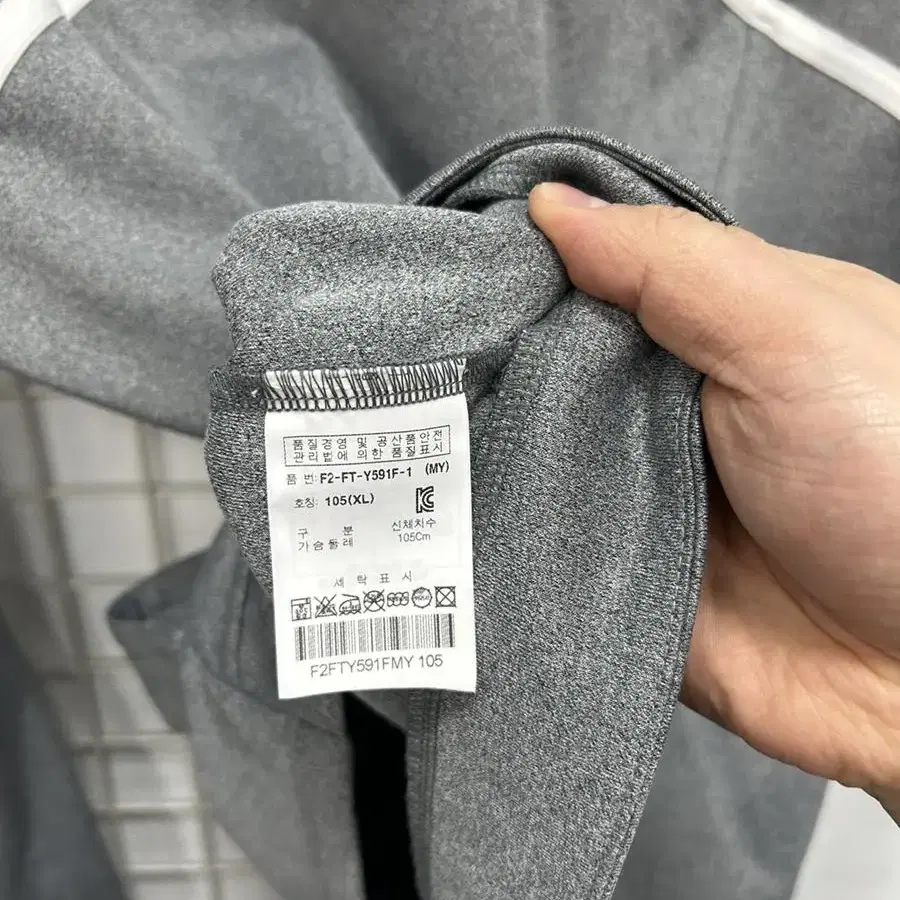 품질경영 및 공산품안전
관리법에 의한 품질표시
품 번: F2-FT-Y591F-1 (MY)
호칭: 105(XL)
구 분 신체치수
가슴둘레 105Cm
세 탁 표 시
F2FTY591FMY 105